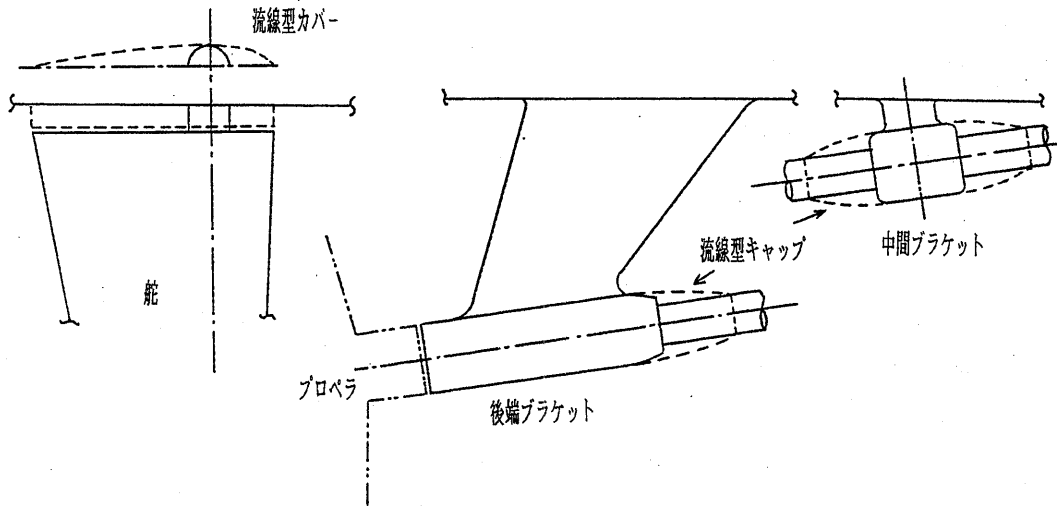 流線型カバー
舵
プロペラ
後端ブラケット
流線型キャップ
中間ブラケット